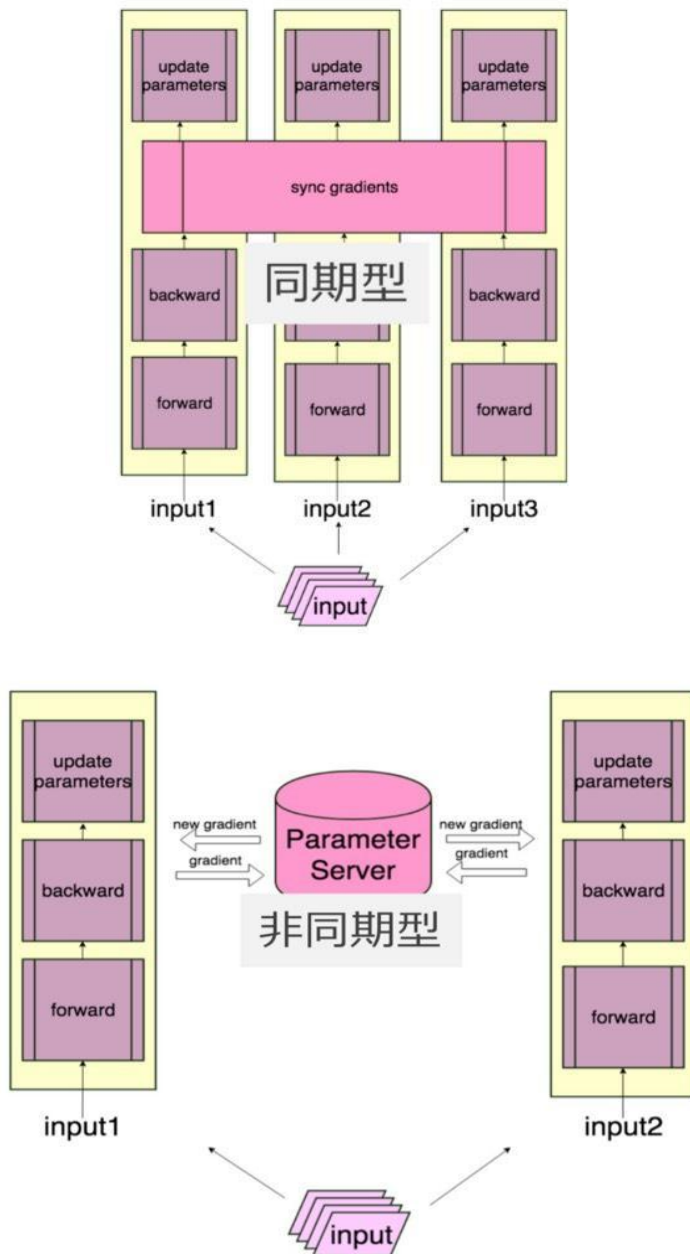 update
parameters
update
parameters
update
parameters
sync gradients
backward
同期型
backward
forward
forward
forward
input1
input2
input3
input
update
parameters
new gradient
gradient
Parameter
Server
new gradient
gradient
update
parameters
backward
非同期型
backward
forward
forward
input1
input2
input